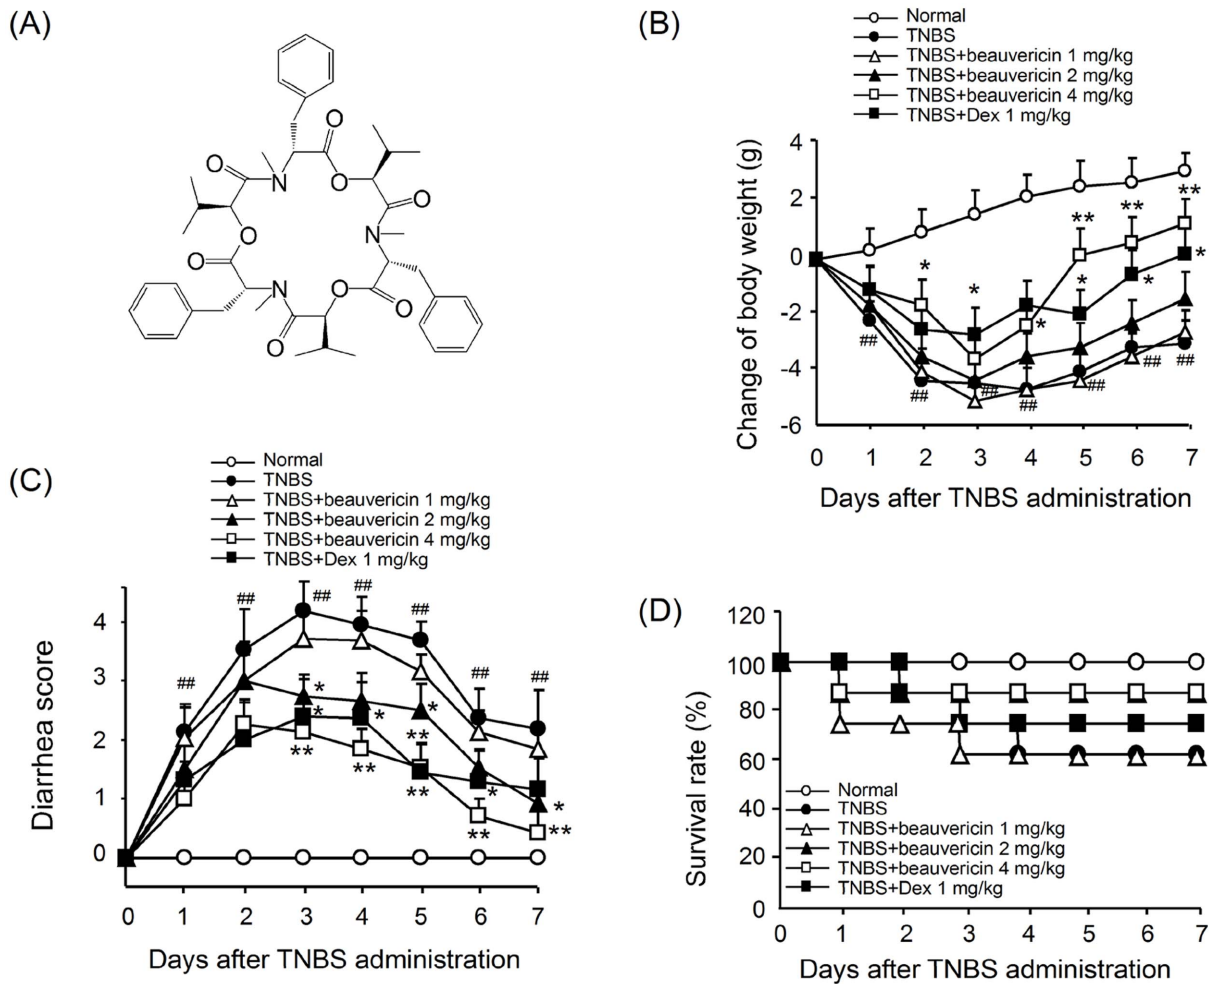 (A)
O
O
O
N
O
O
N
O
O
N
O
O
O
(B)
Normal
TNBS
TNBS+beauvericin 1 mg/kg
TNBS+beauvericin 2 mg/kg
TNBS+beauvericin 4 mg/kg
TNBS+Dex 1 mg/kg
Change of body weight (g)
4
2
0
-2
-4
-6
** 
** **
*
* * * * *
## ## ## ## ## ## ##
0 1 2 3 4 5 6 7
Days after TNBS administration
(C)
Normal
TNBS
TNBS+beauvericin 1 mg/kg
TNBS+beauvericin 2 mg/kg
TNBS+beauvericin 4 mg/kg
TNBS+Dex 1 mg/kg
Diarrhea score
4
3
2
1
0
## ## ## ## ## ## ##
* * * *
** ** ** **
* *
** **
0 1 2 3 4 5 6 7
Days after TNBS administration
(D)
Survival rate (%)
120
100
80
60
40
20
0
Normal
TNBS
TNBS+beauvericin 1 mg/kg
TNBS+beauvericin 2 mg/kg
TNBS+beauvericin 4 mg/kg
TNBS+Dex 1 mg/kg
0 1 2 3 4 5 6 7
Days after TNBS administration